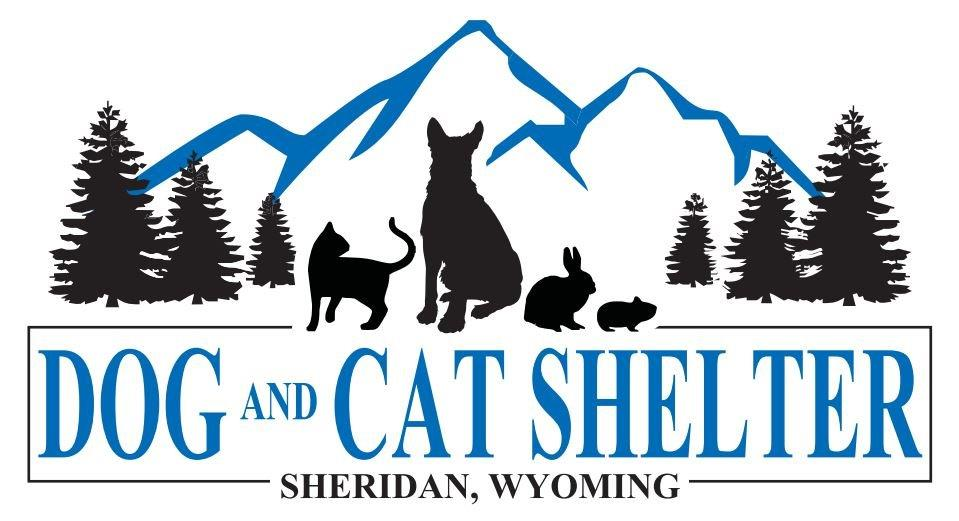 DOG AND CAT SHELTER
SHERIDAN, WYOMING